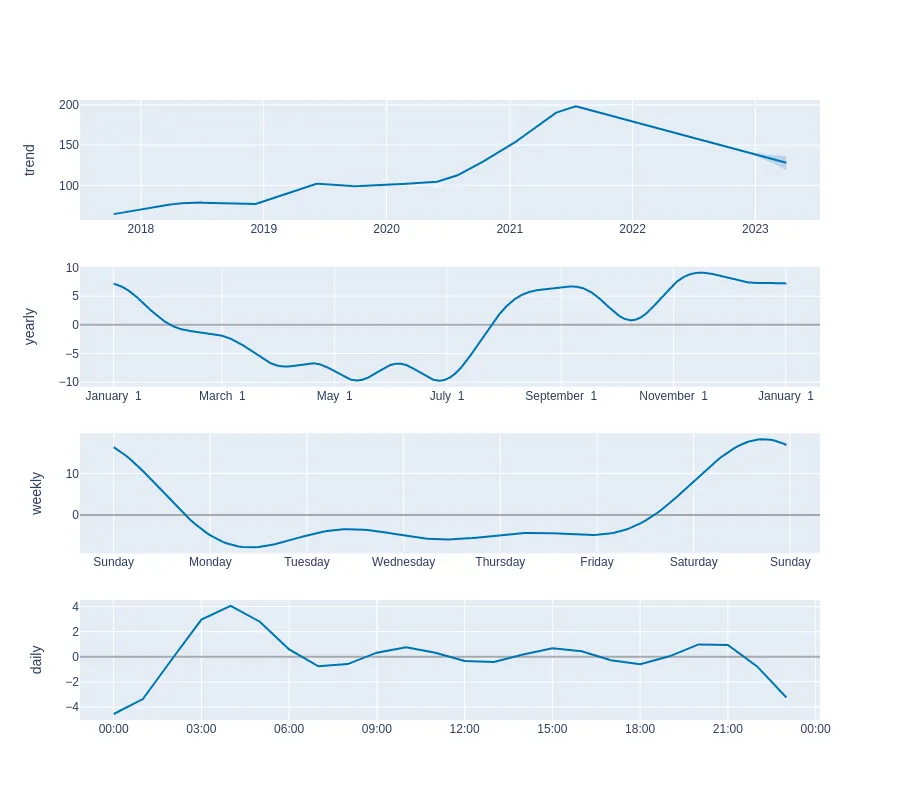 200
150
100
trend
2018 2019 2020 2021 2022 2023
10
5
0
−5
−10
yearly
January 1 March 1 May 1 July 1 September 1 November 1 January 1
10
0
weekly
Sunday Monday Tuesday Wednesday Thursday Friday Saturday Sunday
4
2
0
−2
−4
daily
00:00 03:00 06:00 09:00 12:00 15:00 18:00 21:00 00:00